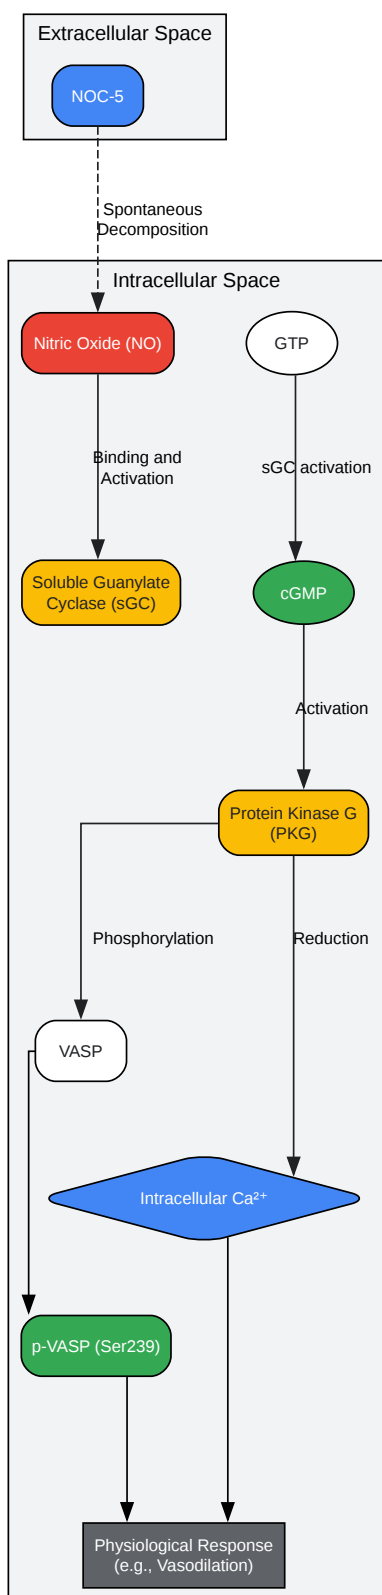 Extracellular Space
NOC-5
Spontaneous
Decomposition
Intracellular Space
Nitric Oxide (NO)
GTP
Binding and
Activation
sGC activation
Soluble Guanylate
Cyclase (sGC)
cGMP
Activation
Protein Kinase G
(PKG)
Phosphorylation
Reduction
VASP
Intracellular Ca²⁺
p-VASP (Ser239)
Physiological Response
(e.g., Vasodilation)